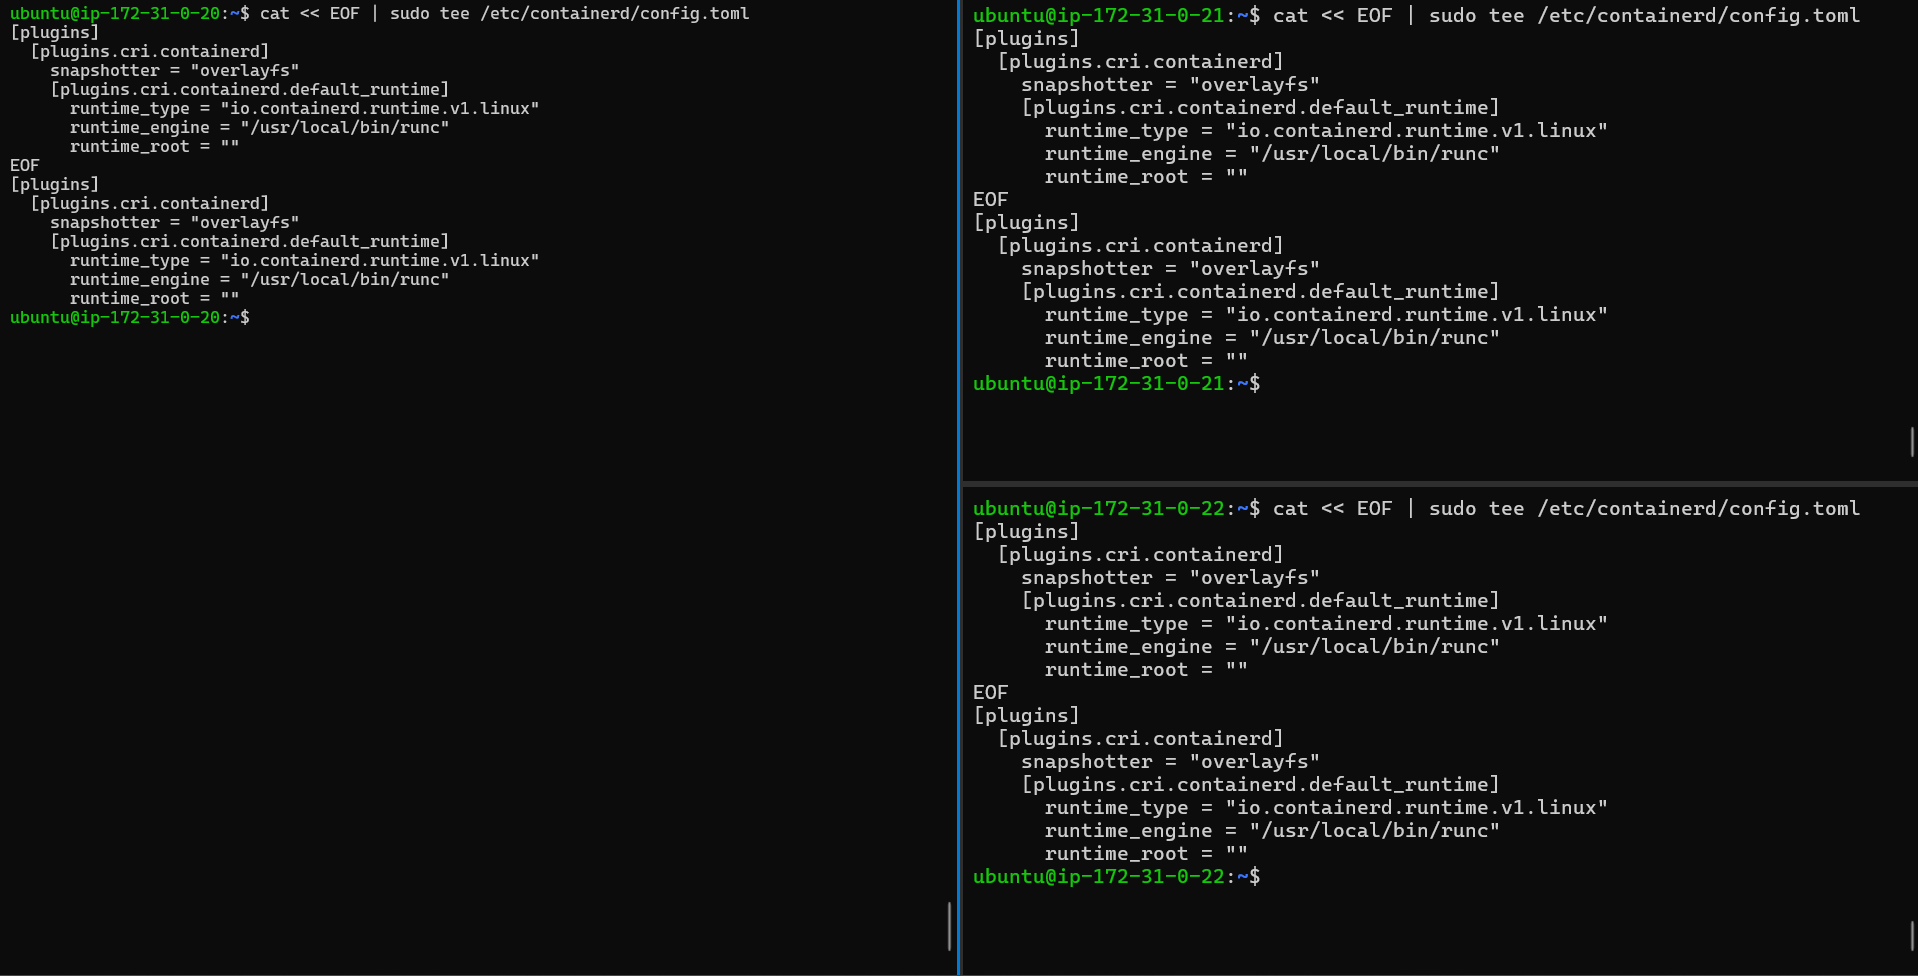 ubuntu@ip-172-31-0-20:~$ cat << EOF | sudo tee /etc/containerd/config.toml
[plugins]
  [plugins.cri.containerd]
    snapshotter = "overlayfs"
    [plugins.cri.containerd.default_runtime]
      runtime_type = "io.containerd.runtime.v1.linux"
      runtime_engine = "/usr/local/bin/runc"
      runtime_root = ""
EOF
[plugins]
  [plugins.cri.containerd]
    snapshotter = "overlayfs"
    [plugins.cri.containerd.default_runtime]
      runtime_type = "io.containerd.runtime.v1.linux"
      runtime_engine = "/usr/local/bin/runc"
      runtime_root = ""
ubuntu@ip-172-31-0-20:~$
ubuntu@ip-172-31-0-21:~$ cat << EOF | sudo tee /etc/containerd/config.toml
[plugins]
  [plugins.cri.containerd]
    snapshotter = "overlayfs"
    [plugins.cri.containerd.default_runtime]
      runtime_type = "io.containerd.runtime.v1.linux"
      runtime_engine = "/usr/local/bin/runc"
      runtime_root = ""
EOF
[plugins]
  [plugins.cri.containerd]
    snapshotter = "overlayfs"
    [plugins.cri.containerd.default_runtime]
      runtime_type = "io.containerd.runtime.v1.linux"
      runtime_engine = "/usr/local/bin/runc"
      runtime_root = ""
ubuntu@ip-172-31-0-21:~$
ubuntu@ip-172-31-0-22:~$ cat << EOF | sudo tee /etc/containerd/config.toml
[plugins]
  [plugins.cri.containerd]
    snapshotter = "overlayfs"
    [plugins.cri.containerd.default_runtime]
      runtime_type = "io.containerd.runtime.v1.linux"
      runtime_engine = "/usr/local/bin/runc"
      runtime_root = ""
EOF
[plugins]
  [plugins.cri.containerd]
    snapshotter = "overlayfs"
    [plugins.cri.containerd.default_runtime]
      runtime_type = "io.containerd.runtime.v1.linux"
      runtime_engine = "/usr/local/bin/runc"
      runtime_root = ""
ubuntu@ip-172-31-0-22:~$